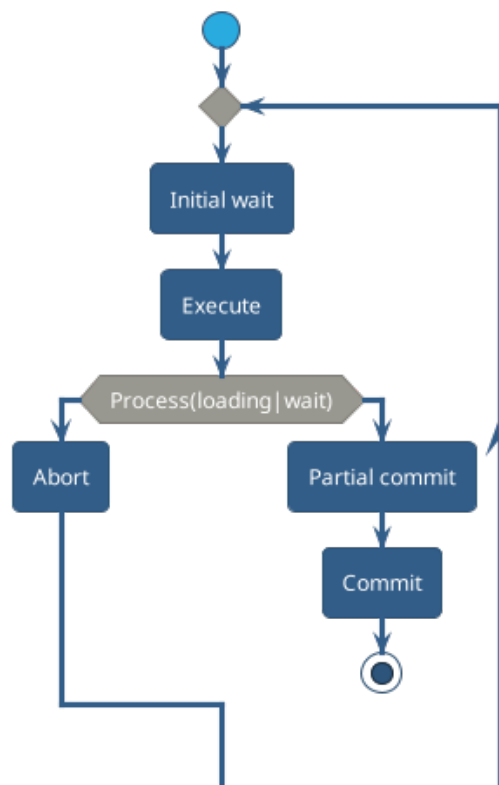 Initial wait
Execute
Process(loading|wait)
Abort
Partial commit
Commit